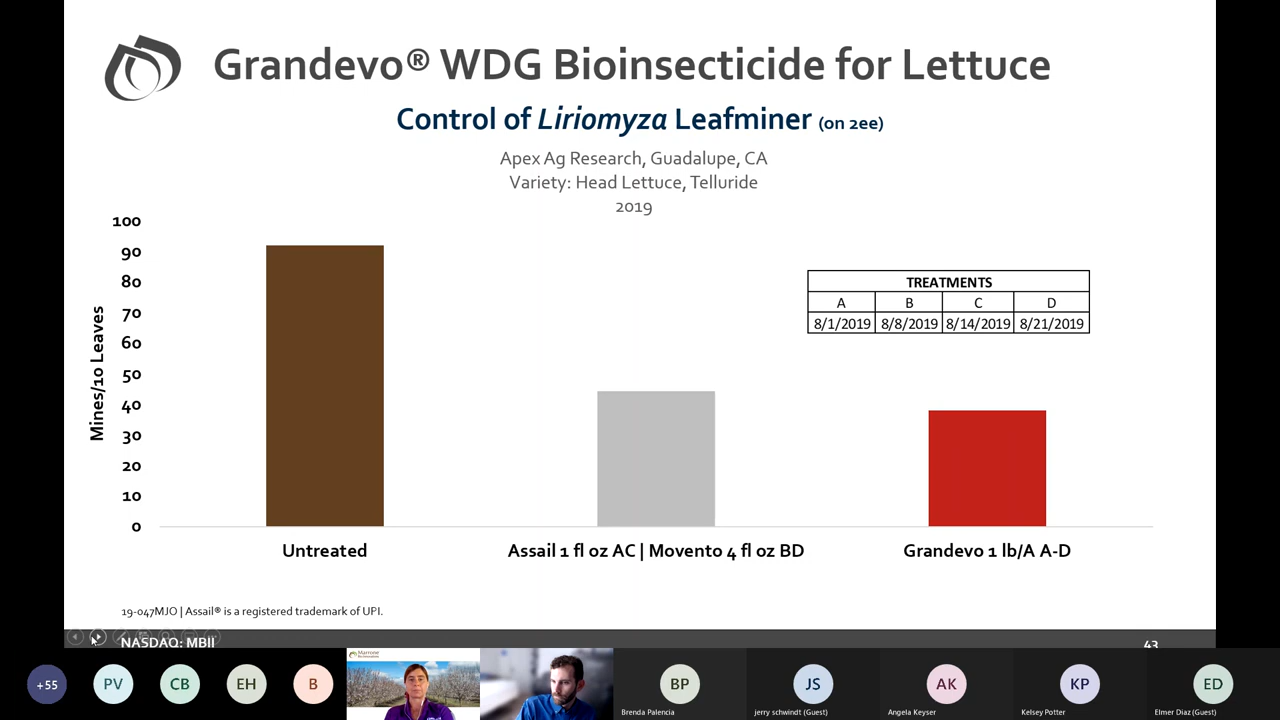 Grandevo® WDG Bioinsecticide for Lettuce
Control of Liriomyza Leafminer (on 2ee)
Apex Ag Research, Guadalupe, CA
Variety: Head Lettuce, Telluride
2019
100
90
80
70
60
50
40
30
20
10
0
Mines/10 Leaves
TREATMENTS
A B C D
8/1/2019 8/8/2019 8/14/2019 8/21/2019
Untreated
Assail 1 fl oz AC | Movento 4 fl oz BD
Grandevo 1 lb/A A-D
19-047MJO | Assail® is a registered trademark of UPI.
NASDAQ: MBII
43
+55
PV
CB
EH
B
Marrone
BP
Brenda Palencia
JS
jerry schwindt (Guest)
AK
Angela Keyser
KP
Kelsey Potter
ED
Elmer Diaz (Guest)